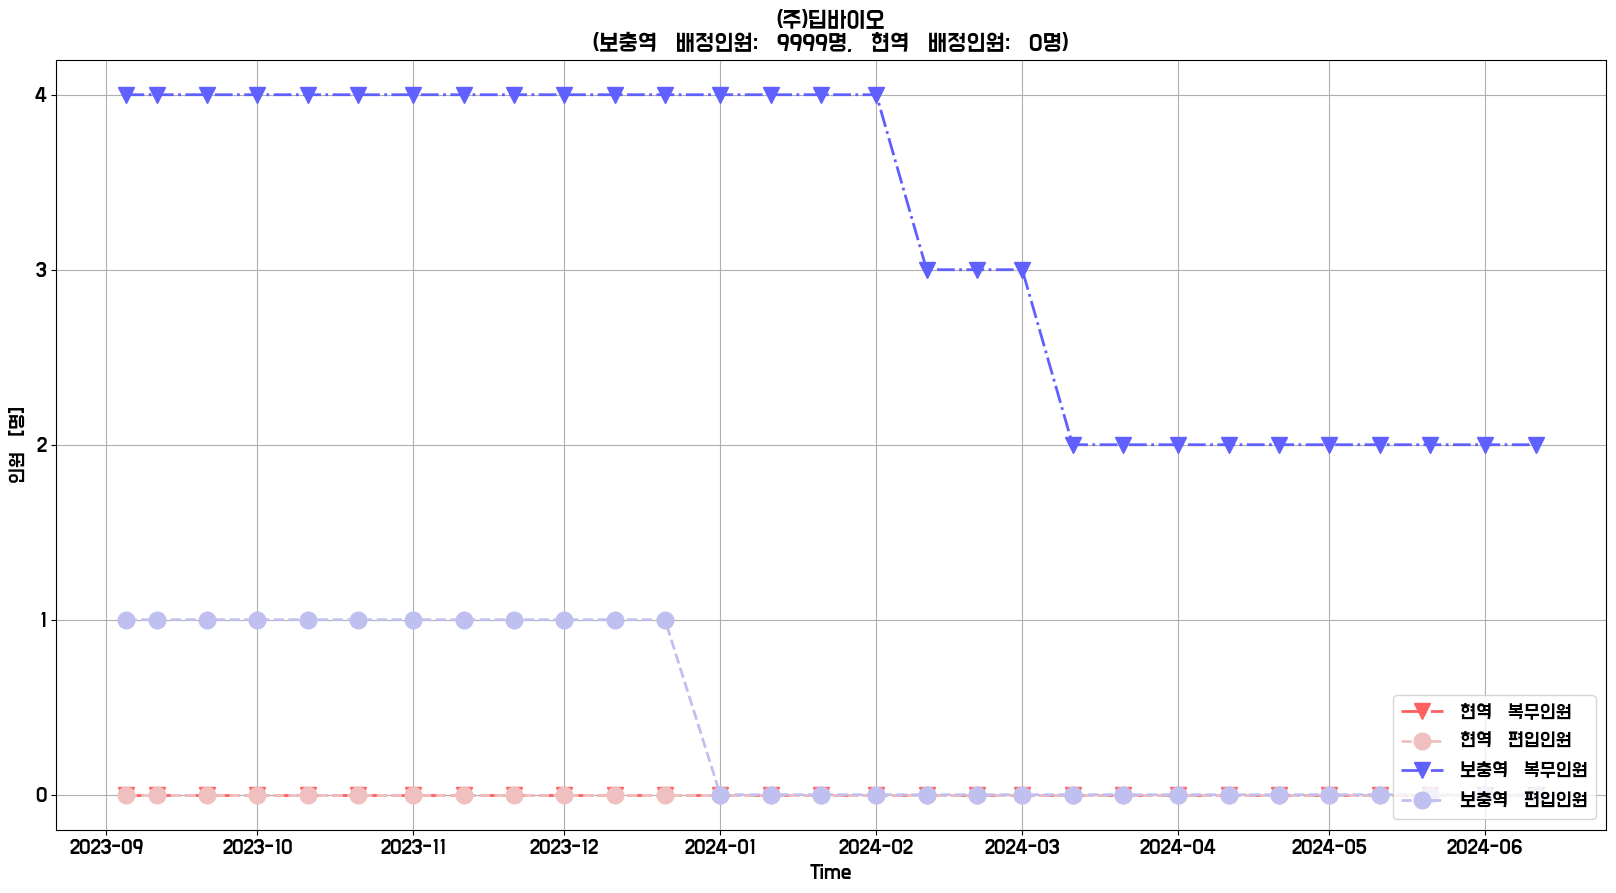 (주)딥바이오
(보충역 배정인원: 9999명, 현역 배정인원: 0명)
인원 [명]
4
3
2
1
0
현역 복무인원
현역 편입인원
보충역 복무인원
보충역 편입인원
2023-09 2023-10 2023-11 2023-12 2024-01 2024-02 2024-03 2024-04 2024-05 2024-06
Time